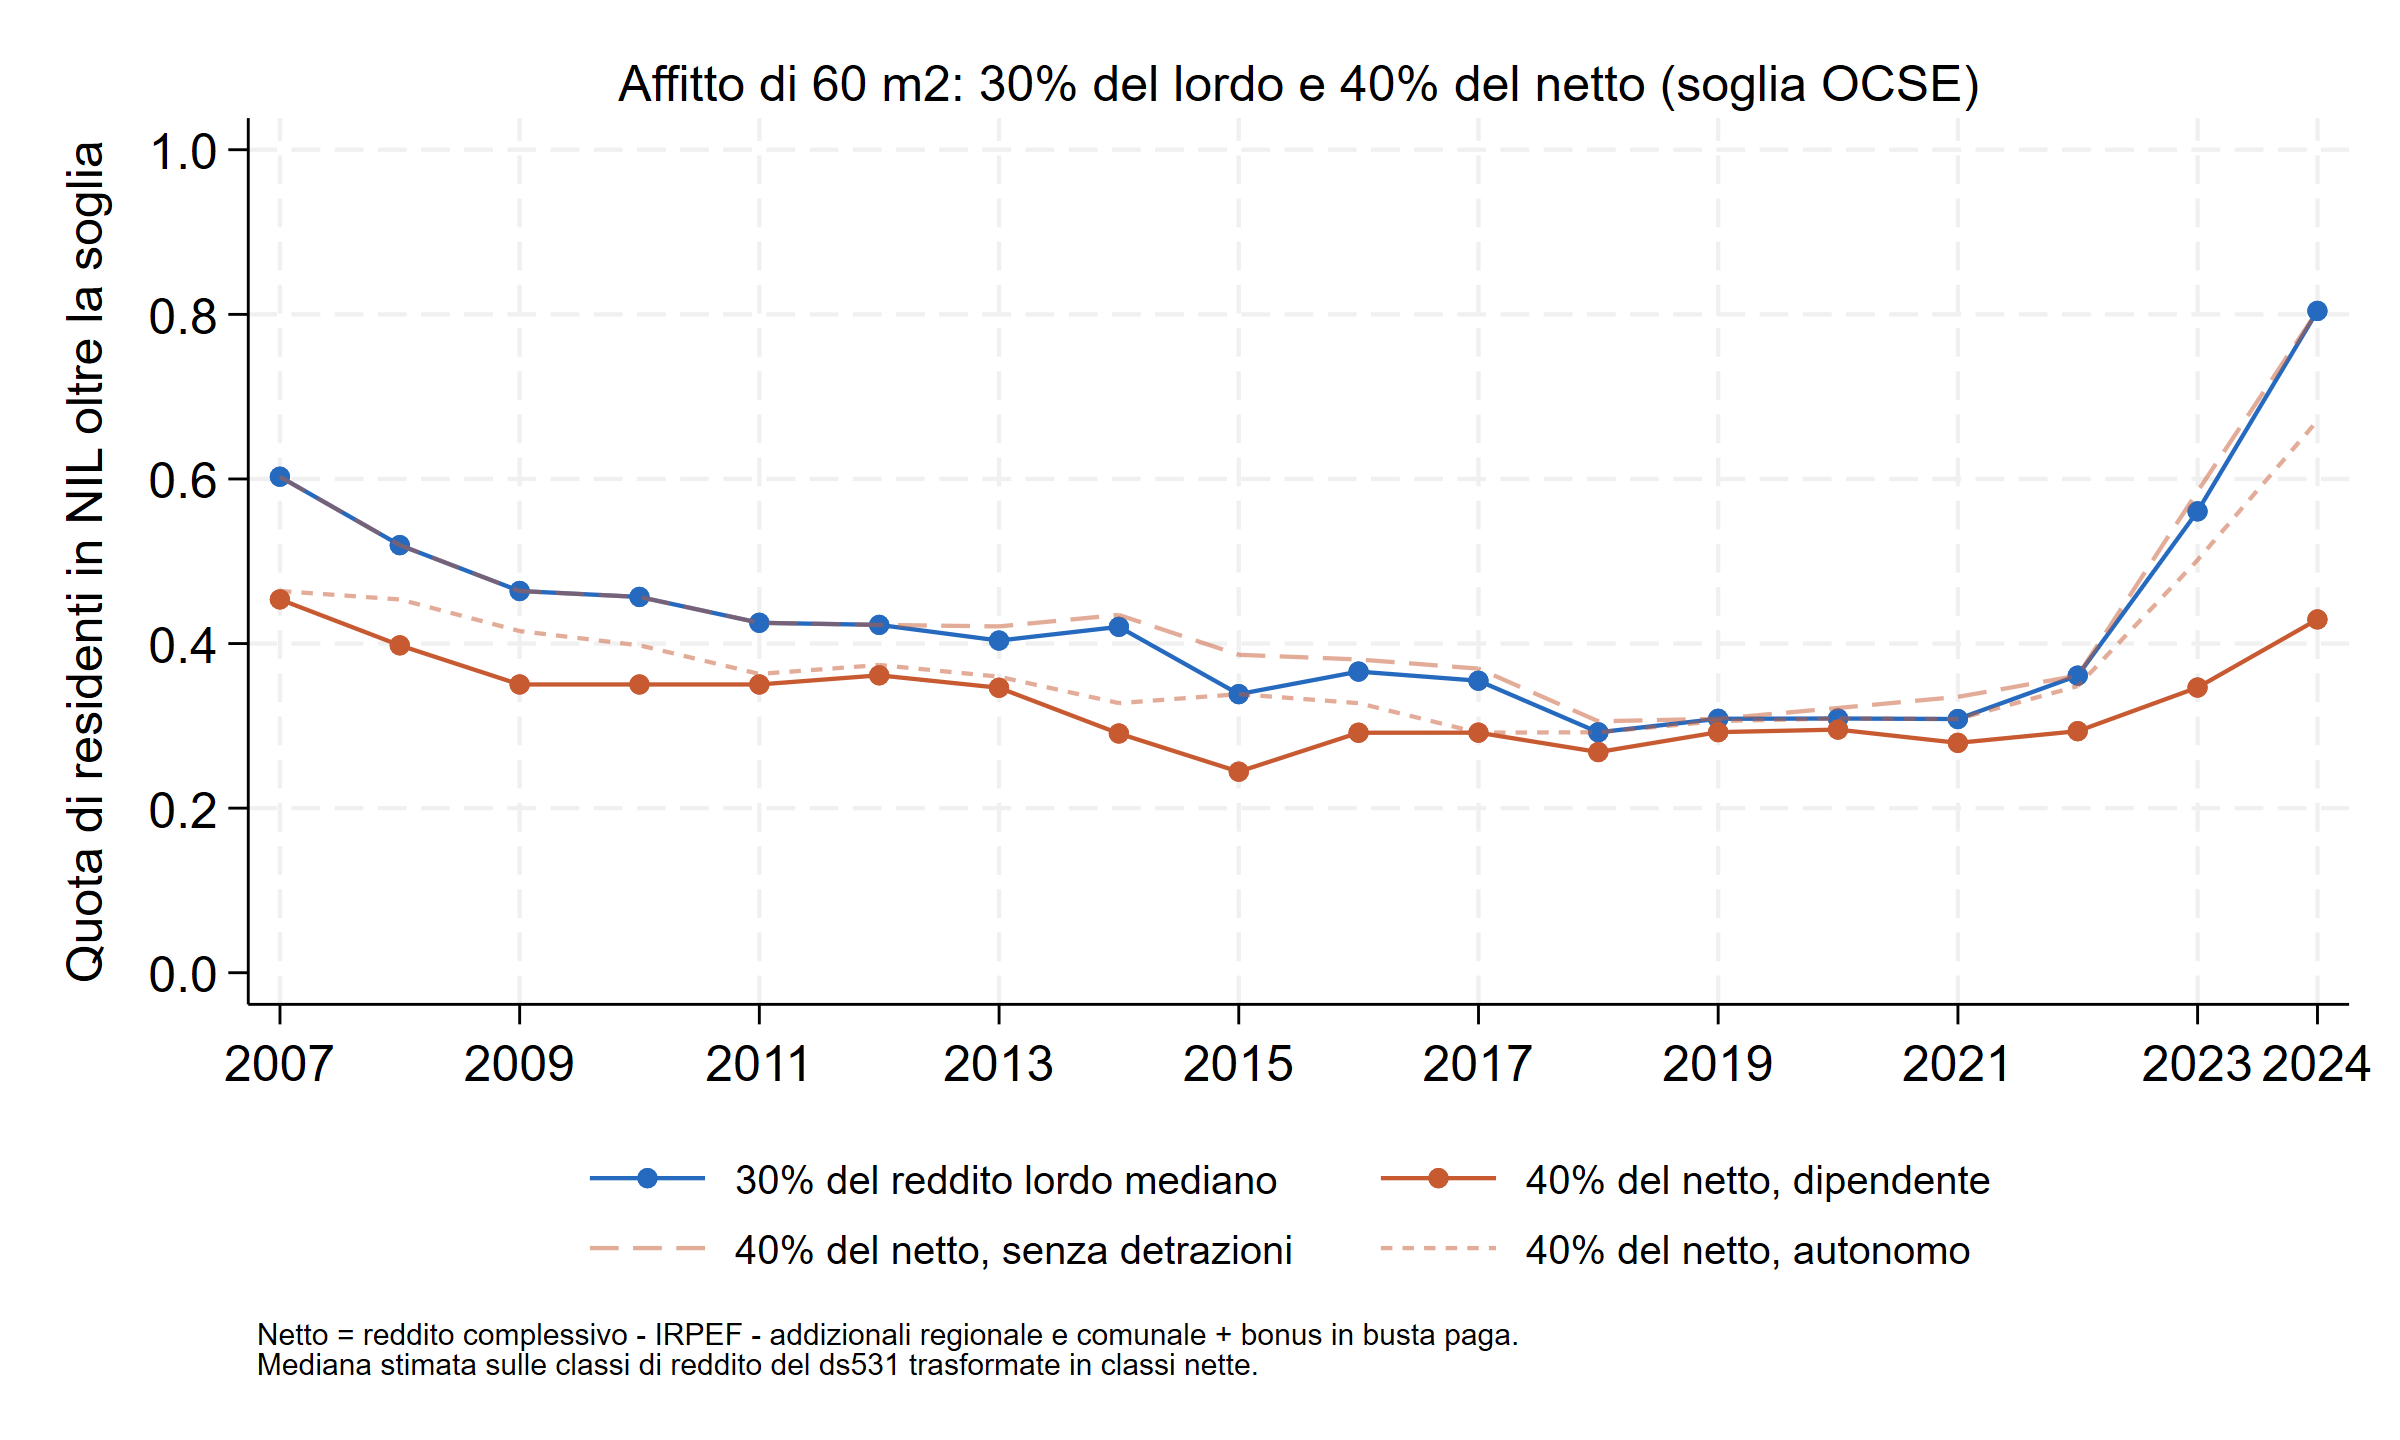 Affitto di 60 m2: 30% del lordo e 40% del netto (soglia OCSE)
Quota di residenti in NIL oltre la soglia
1.0
0.8
0.6
0.4
0.2
0.0
2007 2009 2011 2013 2015 2017 2019 2021 2023 2024
30% del reddito lordo mediano
40% del netto, dipendente
40% del netto, senza detrazioni
40% del netto, autonomo
Netto = reddito complessivo - IRPEF - addizionali regionale e comunale + bonus in busta paga.
Mediana stimata sulle classi di reddito del ds531 trasformate in classi nette.